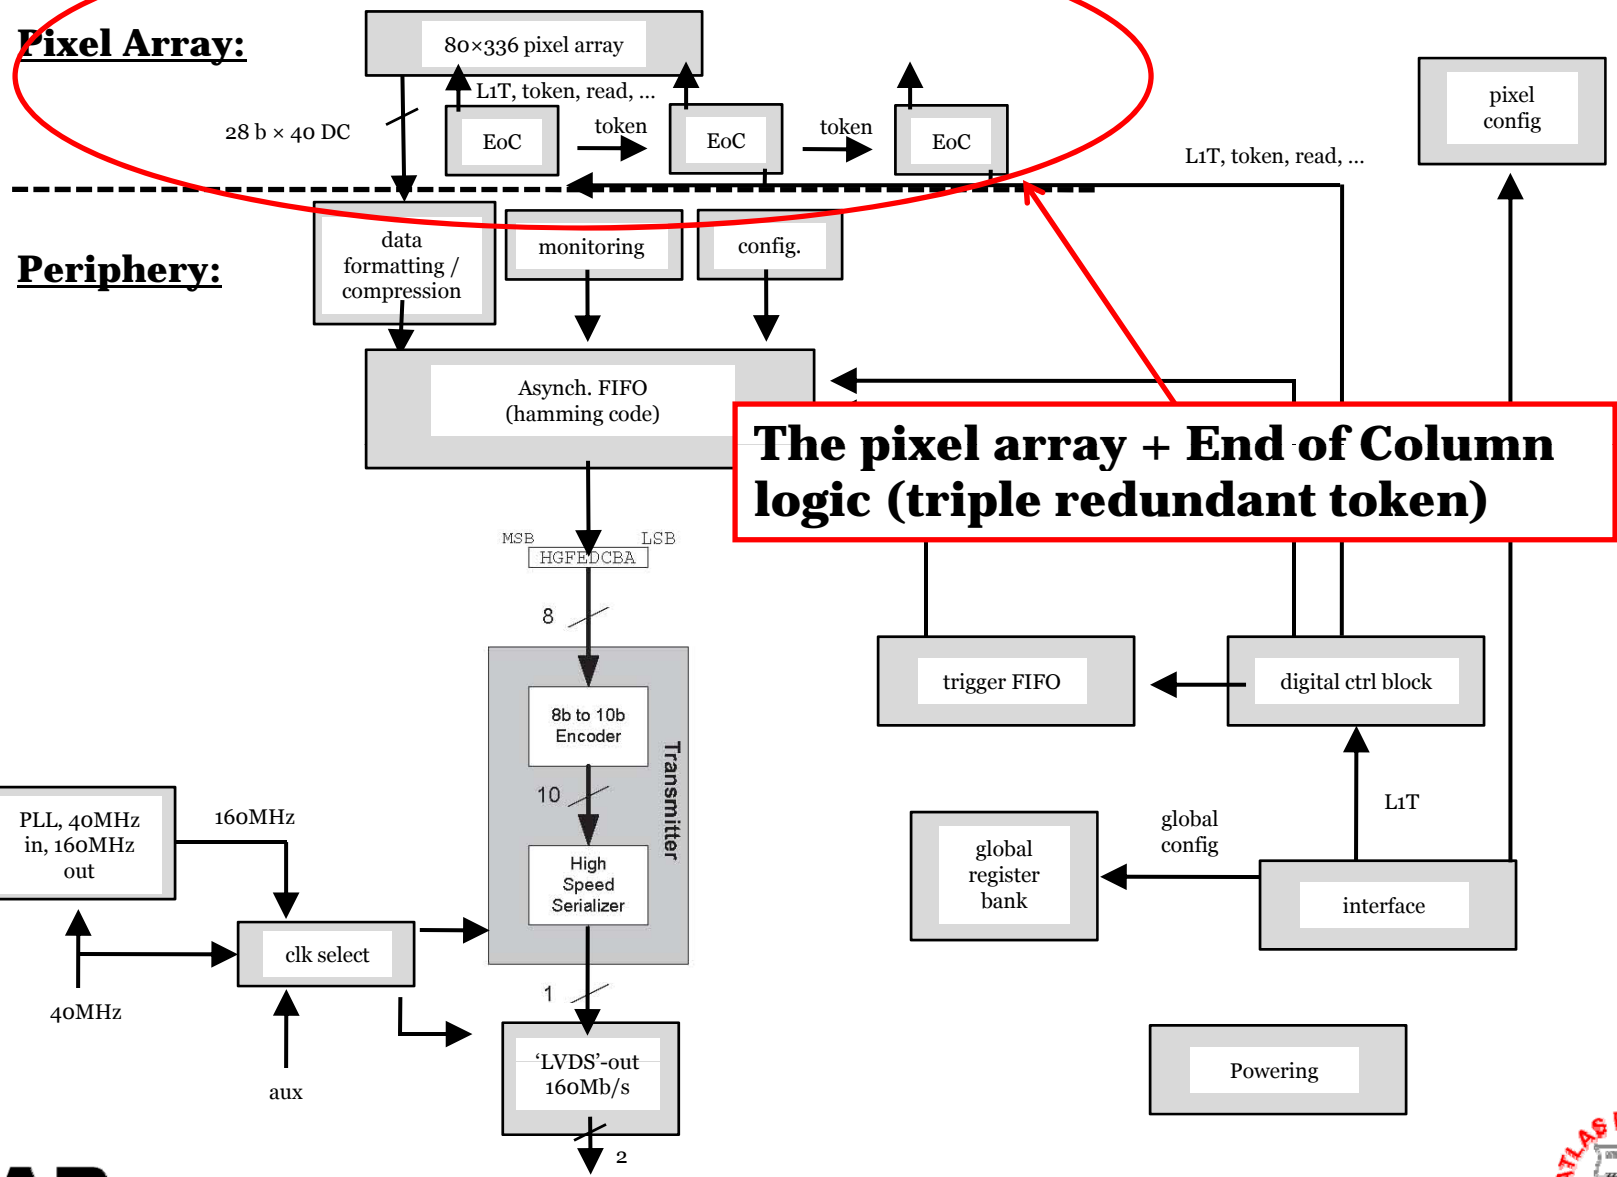 Pixel Array:
80×336 pixel array
L1T, token, read, ...
28 b × 40 DC
EoC
token
EoC
token
EoC
L1T, token, read, ...
pixel
config
Periphery:
data
formatting /
compression
monitoring
config.
Asynch. FIFO
(hamming code)
The pixel array + End of Column
logic (triple redundant token)
MSB
LSB
HGFEDCBA
8
8b to 10b
Encoder
10
High
Speed
Serializer
Transmitter
1
trigger FIFO
digital ctrl block
L1T
global
config
global
register
bank
interface
PLL, 40MHz
in, 160MHz
out
160MHz
clk select
40MHz
aux
'LVDS'-out
160Mb/s
2
Powering
ATLAS